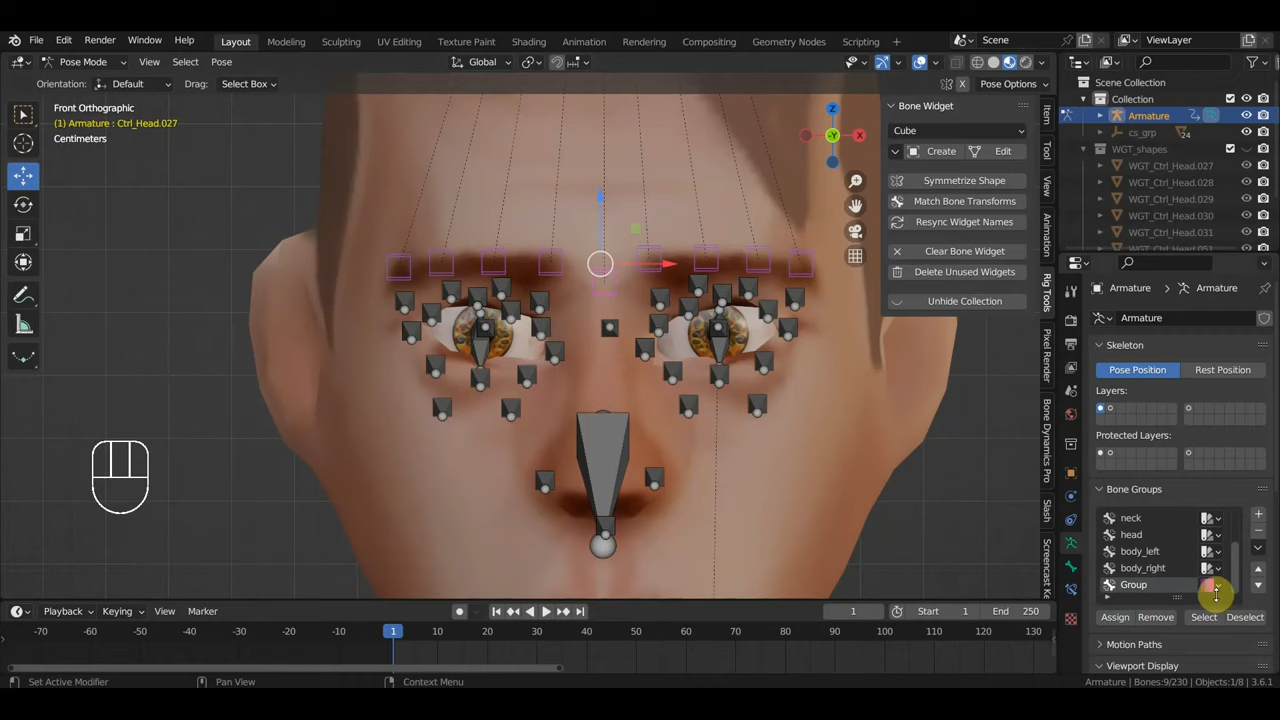 File Edit Render Window Help Layout Modeling Sculpting UV Editing Texture Paint Shading Animation Rendering Compositing Geometry Nodes Scripting + Scene ViewLayer
Pose Mode View Select Pose Global
Orientation: Default Drag: Select Box X Pose Options
Front Orthographic
(1) Armature : Ctrl_Head.027
Centimeters
Z
X
-Y
Bone Widget
Cube
Create Edit
Symmetrize Shape
Match Bone Transforms
Resync Widget Names
Clear Bone Widget
Delete Unused Widgets
Unhide Collection
Item
Tool
View
Animation
Rig Tools
Pixel Render
Bone Dynamics Pro
Slash
Screencast Ke
Scene Collection
Collection
Armature
cs_grp 24
WGT_shapes
WGT_Ctrl_Head.027
WGT_Ctrl_Head.028
WGT_Ctrl_Head.029
WGT_Ctrl_Head.030
WGT_Ctrl_Head.031
Armature Armature
Armature
Skeleton
Pose Position Rest Position
Layers:
Protected Layers:
Bone Groups
neck
head
body_left
body_right
Group
Assign Remove Select Deselect
Motion Paths
Viewport Display
Playback Keying View Marker 1 Start 1 End 250
-70 -60 -50 -40 -30 -20 -10 1 10 20 30 40 50 60 70 80 90 100 110
Set Active Modifier Pan View Context Menu Armature | Bones:9/230 | Objects:1/8 | 3.6.1